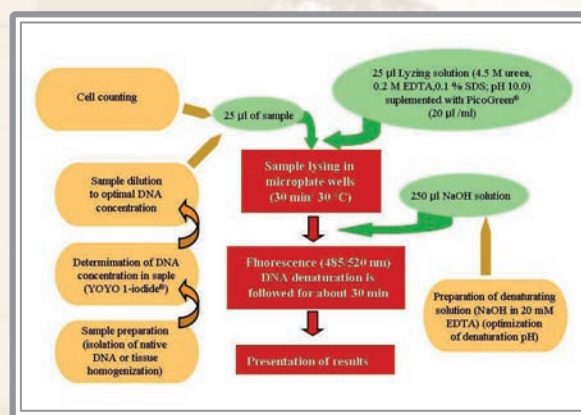 Cell counting
25 µl of sample
25 µl Lyzing solution (4.5 M ureea,
0.2 M EDTA,0.1 % SDS; pH 10.0)
suplemented with PicoGreen®
(20 µl /ml)
Sample dilution
to optimal DNA
concentration
Sample lysing in
microplate wells
(30 min/ 30 °C)
250 µl NaOH solution
Determimation of DNA
concentration in saple
(YOYO 1-iodide®)
Fluorescence (485/520 nm)
DNA denaturation is
followed for about 30 min
Sample preparation
(isolation of native
DNA or tissue
homogenization)
Preparation of denaturating
solution (NaOH in 20 mM
EDTA) (optimization
of denaturation pH)
Presentation of results